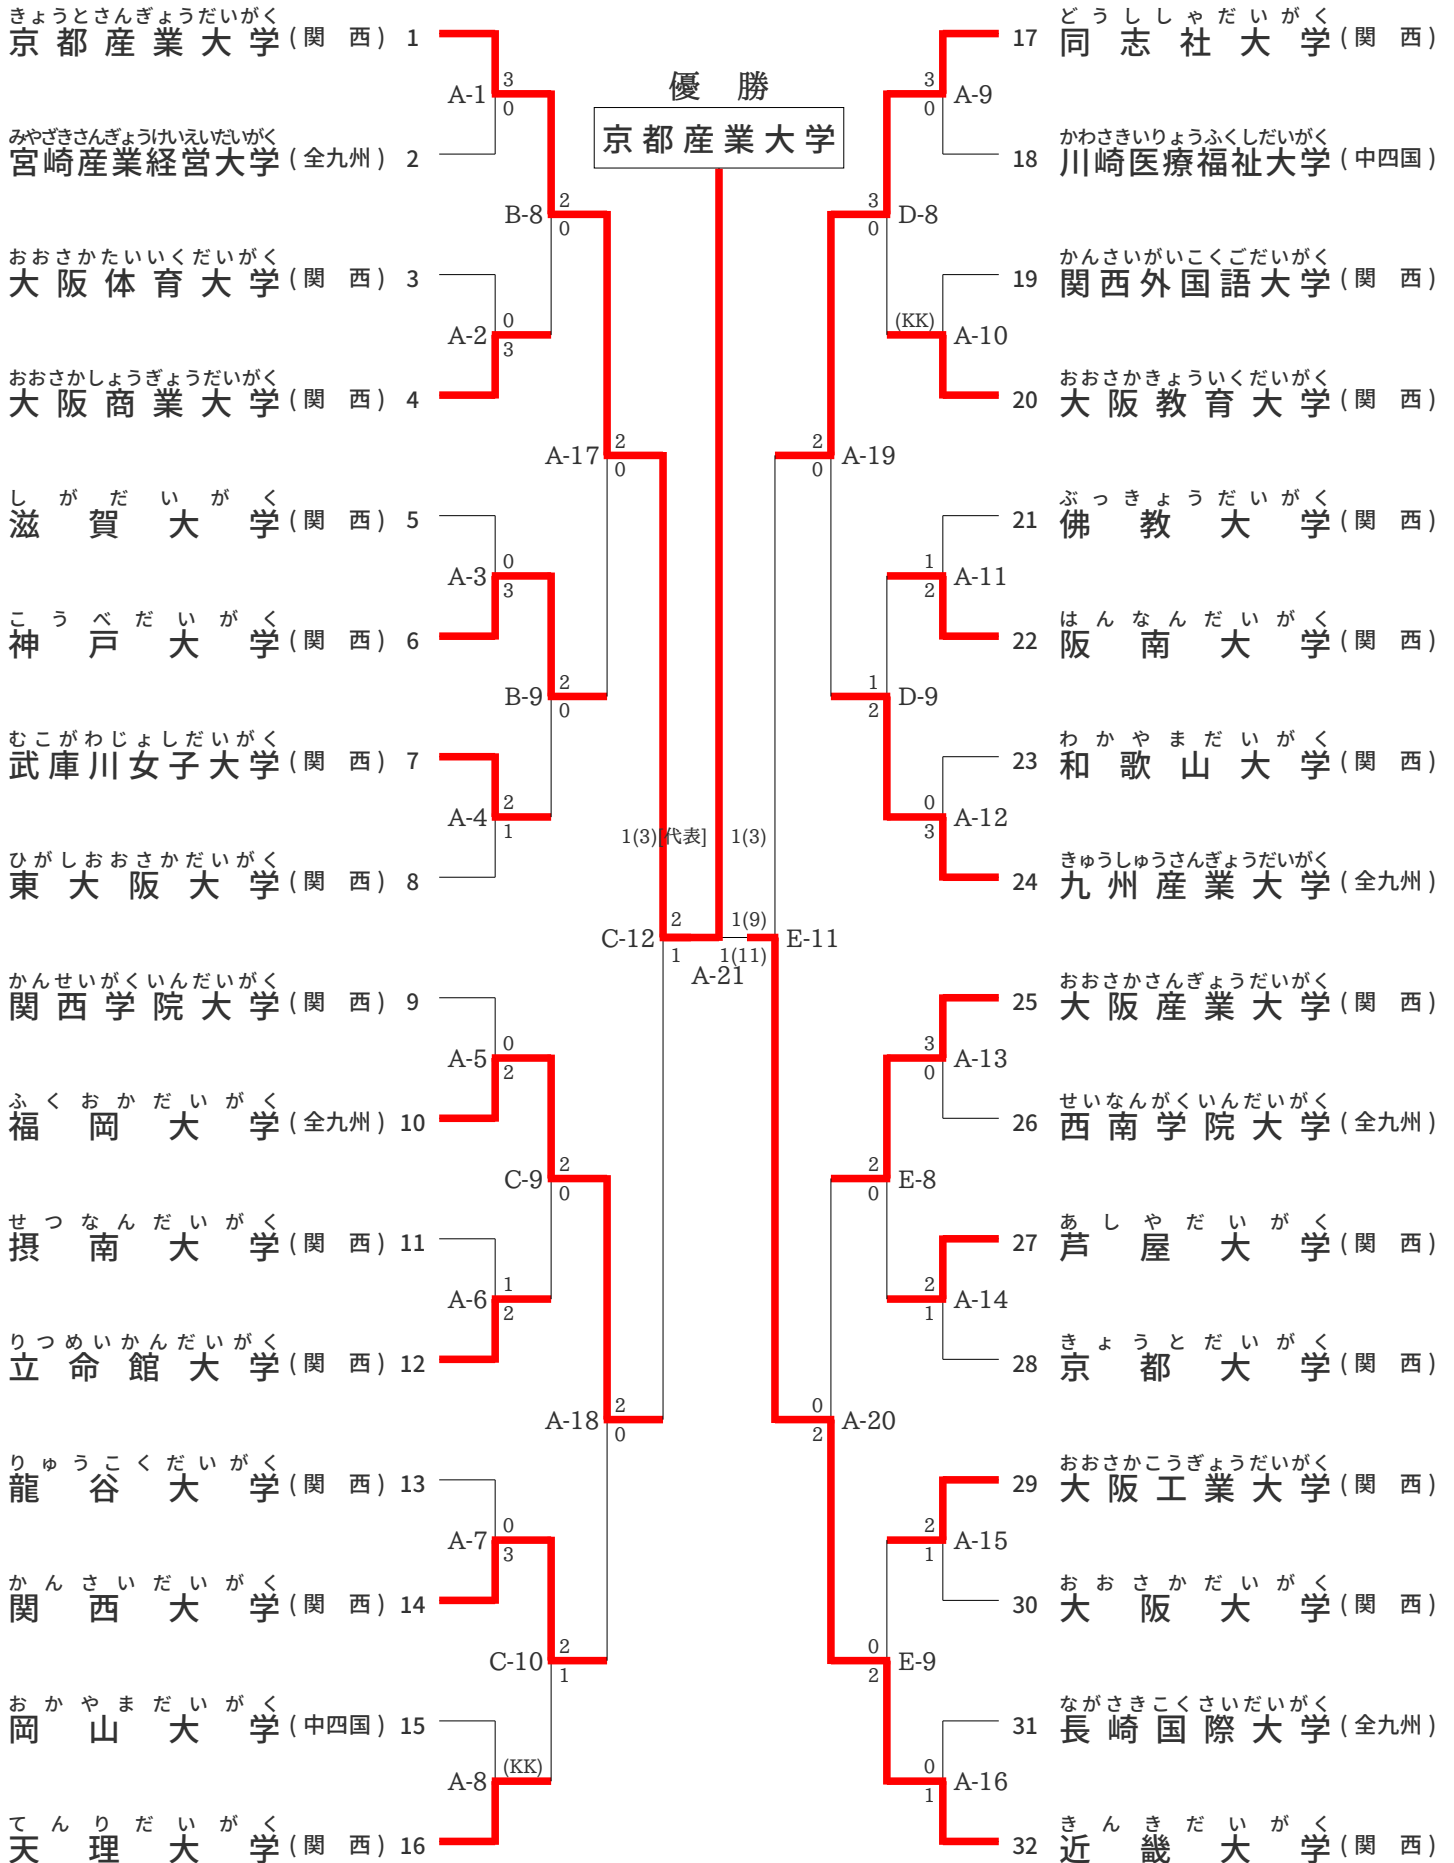 きょうとさんぎょうだいがく
京都産業大学(関 西) 1
みやざきさんぎょうけいえいだいがく
宮崎産業経営大学(全九州) 2
おおさかたいいくだいがく
大阪体育大学(関 西) 3
おおさかしょうぎょうだいがく
大阪商業大学(関 西) 4
しがだいがく
滋賀大学(関 西) 5
こうべだいがく
神戸大学(関 西) 6
むこがわじょしだいがく
武庫川女子大学(関 西) 7
ひがしおおさかだいがく
東大阪大学(関 西) 8
かんせいがくいんだいがく
関西学院大学(関 西) 9
ふくおかだいがく
福岡大学(全九州) 10
せつなんだいがく
摂南大学(関 西) 11
りつめいかんだいがく
立命館大学(関 西) 12
りゅうこくだいがく
龍谷大学(関 西) 13
かんさいだいがく
関西大学(関 西) 14
おかやまだいがく
岡山大学(中四国) 15
てんりだいがく
天理大学(関 西) 16
A-1 3 0
A-2 0 3
A-3 0 3
A-4 2 1
A-5 0 2
A-6 1 2
A-7 0 3
A-8 (KK)
B-8 2 0
B-9 2 0
C-9 2 0
C-10 2 1
A-17 2 0
A-18 2 0
C-12 2 1
優 勝
京都産業大学
1(3)[代表] 1(3)
1(9)
1(11)
A-21
E-11
A-19 2 0
A-20 0 2
D-8 3 0
D-9 1 2
E-8 2 0
E-9 0 2
A-9 3 0
A-10 (KK)
A-11 1 2
A-12 0 3
A-13 3 0
A-14 2 1
A-15 2 1
A-16 0 1
どうししゃだいがく
17 同志社大学(関 西)
かわさきいりょうふくしだいがく
18 川崎医療福祉大学(中四国)
かんさいがいこくごだいがく
19 関西外国語大学(関 西)
おおさかきょういくだいがく
20 大阪教育大学(関 西)
ぶっきょうだいがく
21 佛教大学(関 西)
はんなんだいがく
22 阪南大学(関 西)
わかやまだいがく
23 和歌山大学(関 西)
きゅうしゅうさんぎょうだいがく
24 九州産業大学(全九州)
おおさかさんぎょうだいがく
25 大阪産業大学(関 西)
せいなんがくいんだいがく
26 西南学院大学(全九州)
あしやだいがく
27 芦屋大学(関 西)
きょうとだいがく
28 京都大学(関 西)
おおさかこうぎょうだいがく
29 大阪工業大学(関 西)
おおさかだいがく
30 大阪大学(関 西)
ながさきこくさいだいがく
31 長崎国際大学(全九州)
きんきだいがく
32 近畿大学(関 西)